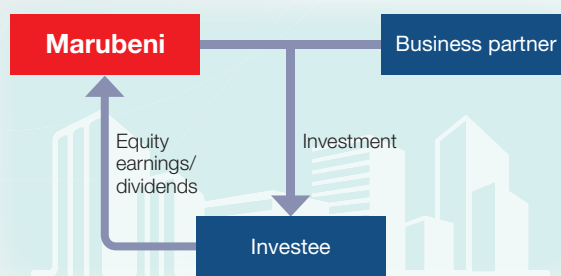 Marubeni
Business partner
Equity
earnings/
dividends
Investment
Investee